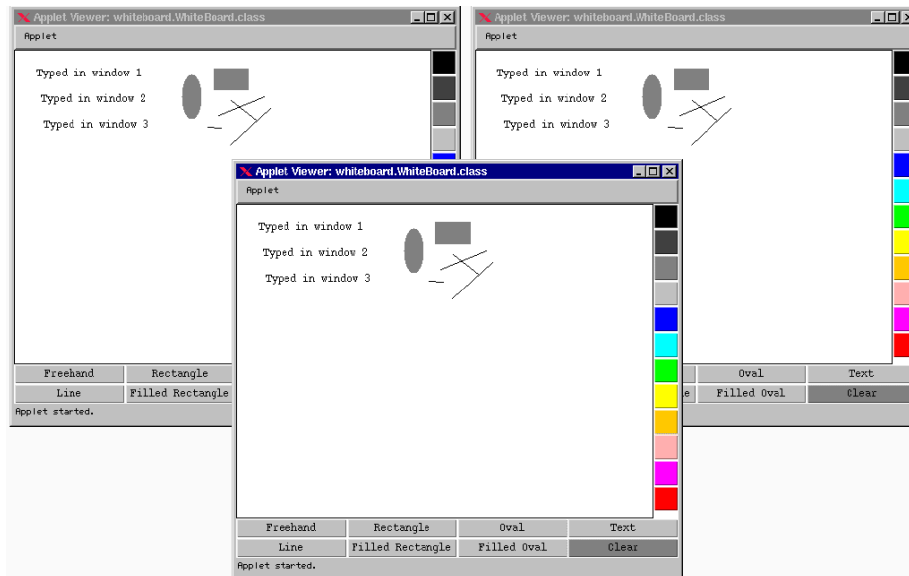 Applet Viewer: whiteboard.WhiteBoard.class
Applet
Typed in window 1
Typed in window 2
Typed in window 3
Freehand Rectangle
Line Filled Rectangle
Applet started.
Applet Viewer: whiteboard.WhiteBoard.class
Applet
Typed in window 1
Typed in window 2
Typed in window 3
Oval Text
Filled Oval Clear
Applet Viewer: whiteboard.WhiteBoard.class
Applet
Typed in window 1
Typed in window 2
Typed in window 3
Freehand Rectangle Oval Text
Line Filled Rectangle Filled Oval Clear
Applet started.